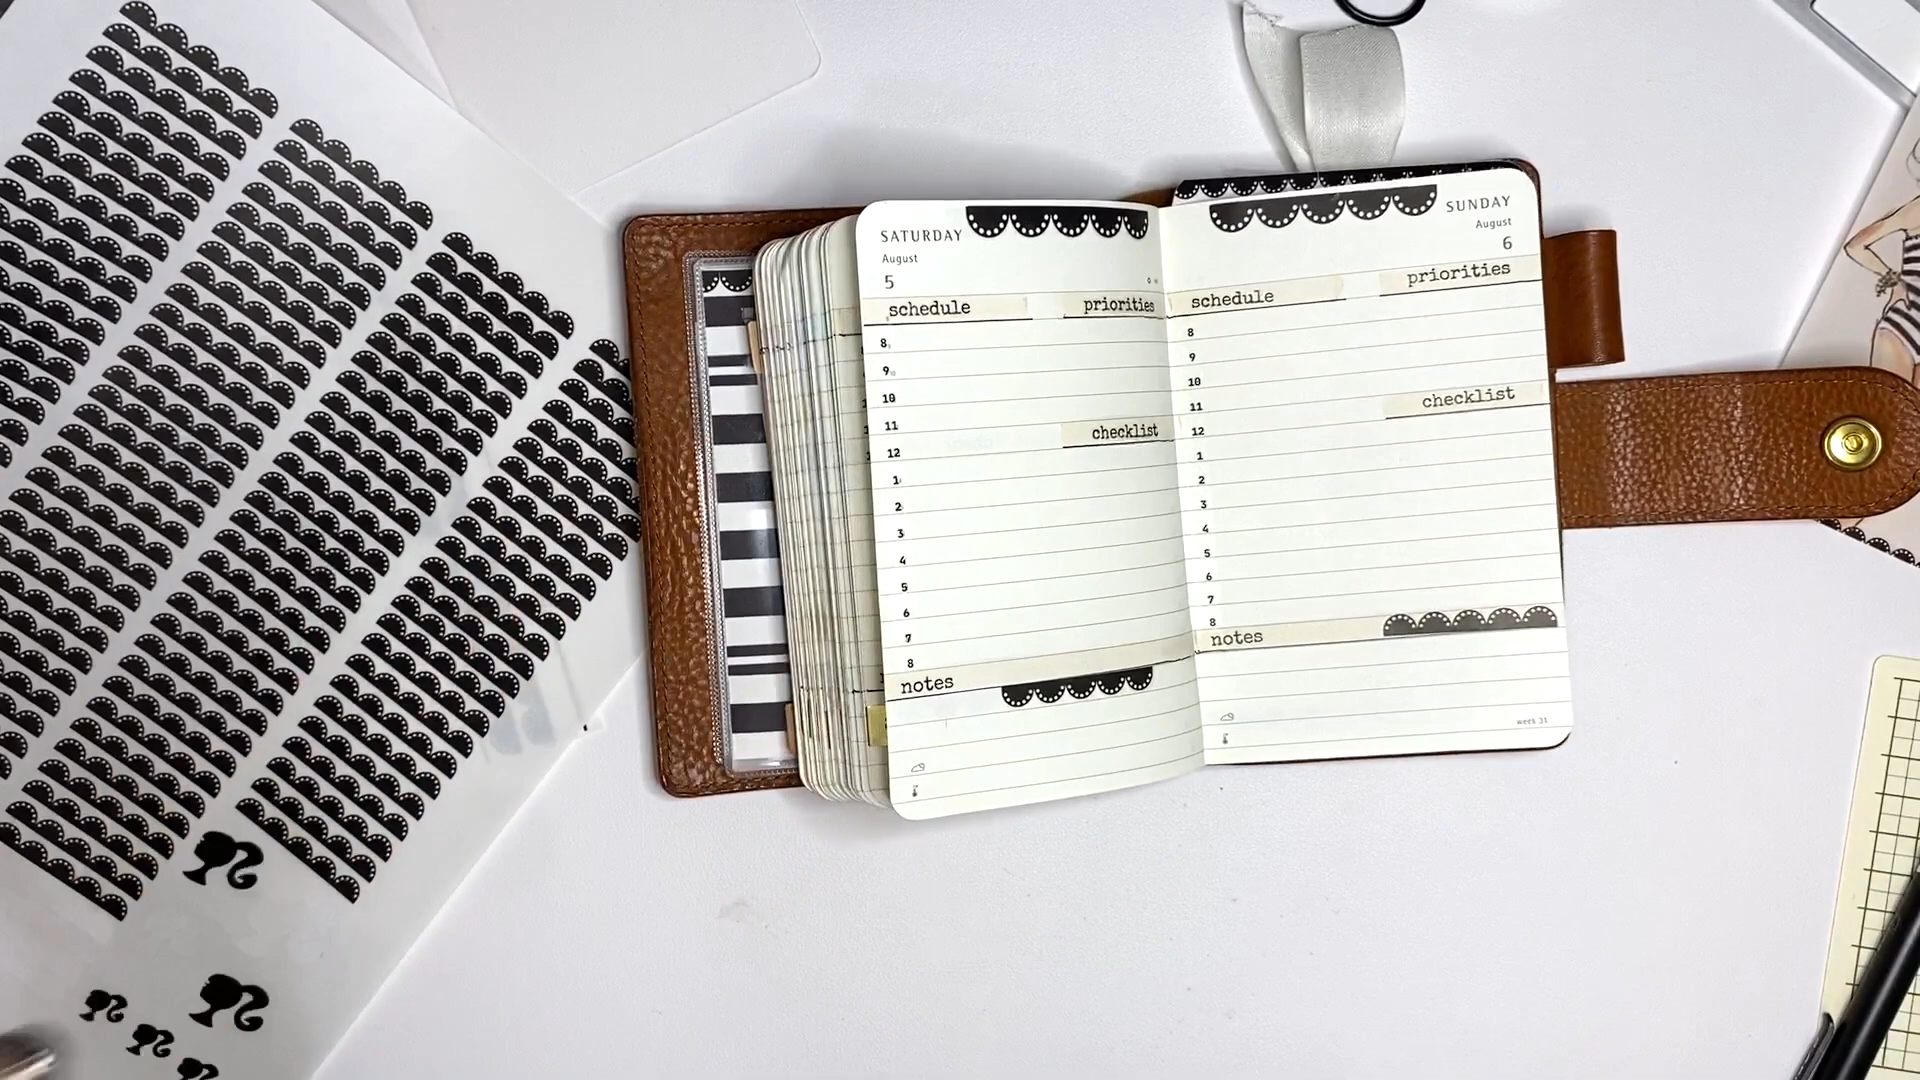 SATURDAY
August
5
schedule
priorities
8
9
10
11
checklist
12
1
2
3
4
5
6
7
8
notes
SUNDAY
August
6
schedule
priorities
8
9
10
11
checklist
12
1
2
3
4
5
6
7
8
notes
week 31